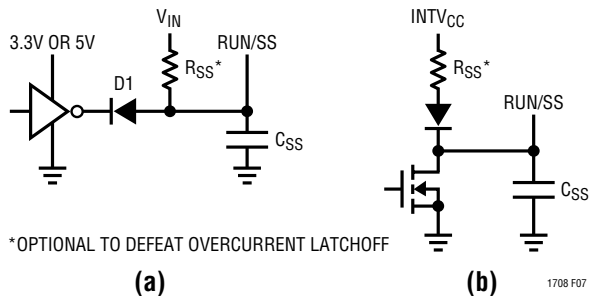 V_IN
3.3V OR 5V
D1
R_SS*
RUN/SS
C_SS
INTV_CC
R_SS*
RUN/SS
C_SS
*OPTIONAL TO DEFEAT OVERCURRENT LATCHOFF
(a)
(b)
1708 F07